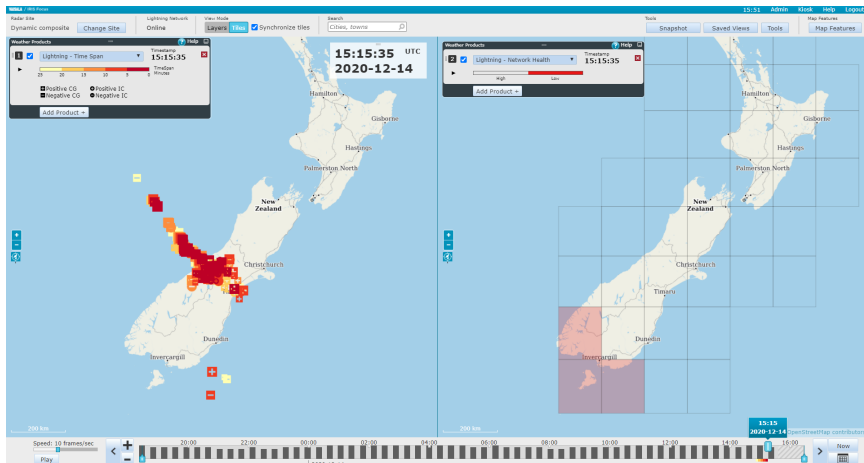 / IRIS Focus
15:51 Admin Kiosk Help Logout
Radar Site
Dynamic composite
Change Site
Lightning Network
Online
View Mode
Layers Tiles
Synchronize tiles
Search
Cities, towns
Tools
Snapshot Saved Views Tools
Map Features
Map Features
Weather Products
? Help
1 Lightning - Time Span
Timestamp
15:15:35
25 20 15 10 5 0
TimeSpan
Minutes
Positive CG Positive IC
Negative CG Negative IC
Add Product +
15:15:35 UTC
2020-12-14
Hamilton
Gisborne
Hastings
Palmerston North
New
Zealand
Christchurch
Dunedin
Invercargill
200 km
Weather Products
? Help
2 Lightning - Network Health
Timestamp
15:15:35
High Low
Add Product +
Hamilton
Gisborne
Hastings
Palmerston North
New
Zealand
Christchurch
Timaru
Dunedin
Invercargill
200 km
OpenStreetMap contributors
15:15
2020-12-14
Speed: 10 frames/sec
Play
20:00 22:00 00:00 02:00 04:00 06:00 08:00 10:00 12:00 14:00 16:00
2020-12-14
Now